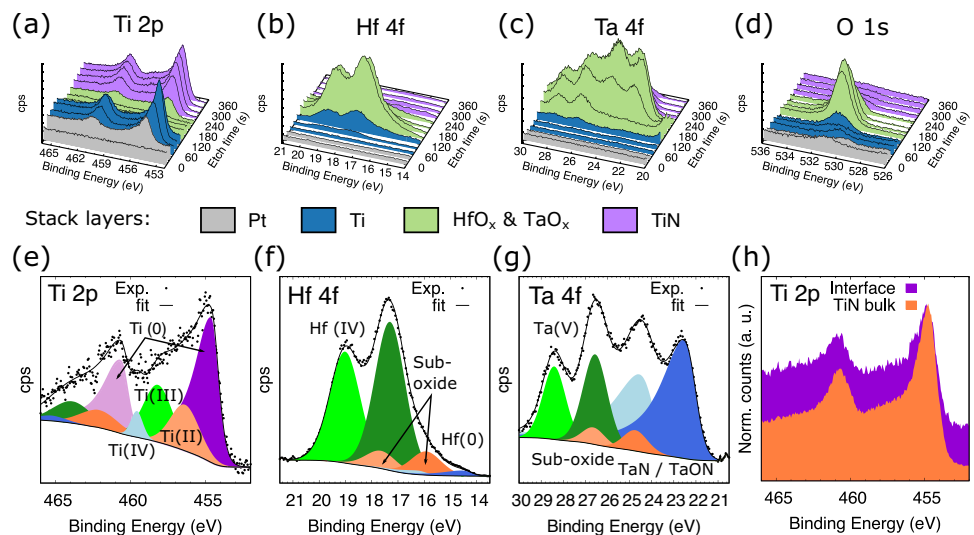 (a) Ti 2p
(b) Hf 4f
(c) Ta 4f
(d) O 1s
cps
465 462 459 456 453
Binding Energy (eV)
0 60 120 180 240 300 360
Etch time (s)
cps
21 20 19 18 17 16 15 14
Binding Energy (eV)
0 60 120 180 240 300 360
Etch time (s)
cps
30 28 26 24 22 20
Binding Energy (eV)
0 60 120 180 240 300 360
Etch time (s)
cps
536 534 532 530 528 526
Binding Energy (eV)
0 60 120 180 240 300 360
Etch time (s)
Stack layers: Pt Ti HfOx & TaOx TiN
(e)
Ti 2p
Exp.
fit
Ti (0)
Ti(III)
Ti(IV)
Ti(II)
cps
465 460 455
Binding Energy (eV)
(f)
Hf 4f
Exp.
fit
Hf (IV)
Sub-
oxide
Hf(0)
cps
21 20 19 18 17 16 15 14
Binding Energy (eV)
(g)
Ta 4f
Exp.
fit
Ta(V)
Sub-oxide
TaN / TaON
cps
30 29 28 27 26 25 24 23 22 21
Binding Energy (eV)
(h)
Ti 2p
Interface
TiN bulk
Norm. counts (a. u.)
465 460 455
Binding Energy (eV)